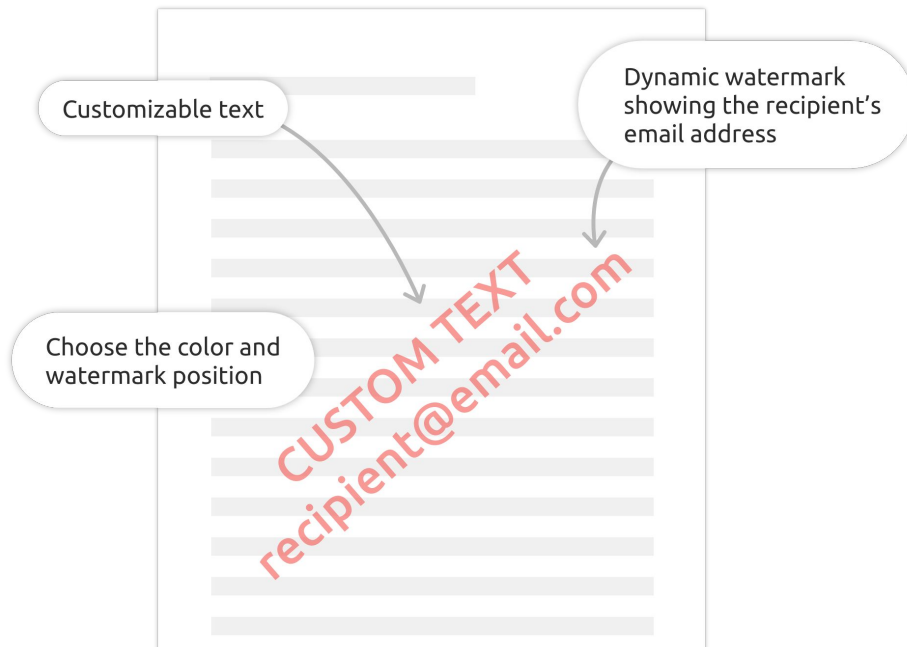 Customizable text
Dynamic watermark
showing the recipient’s
email address
Choose the color and
watermark position
CUSTOM TEXT
recipient@email.com